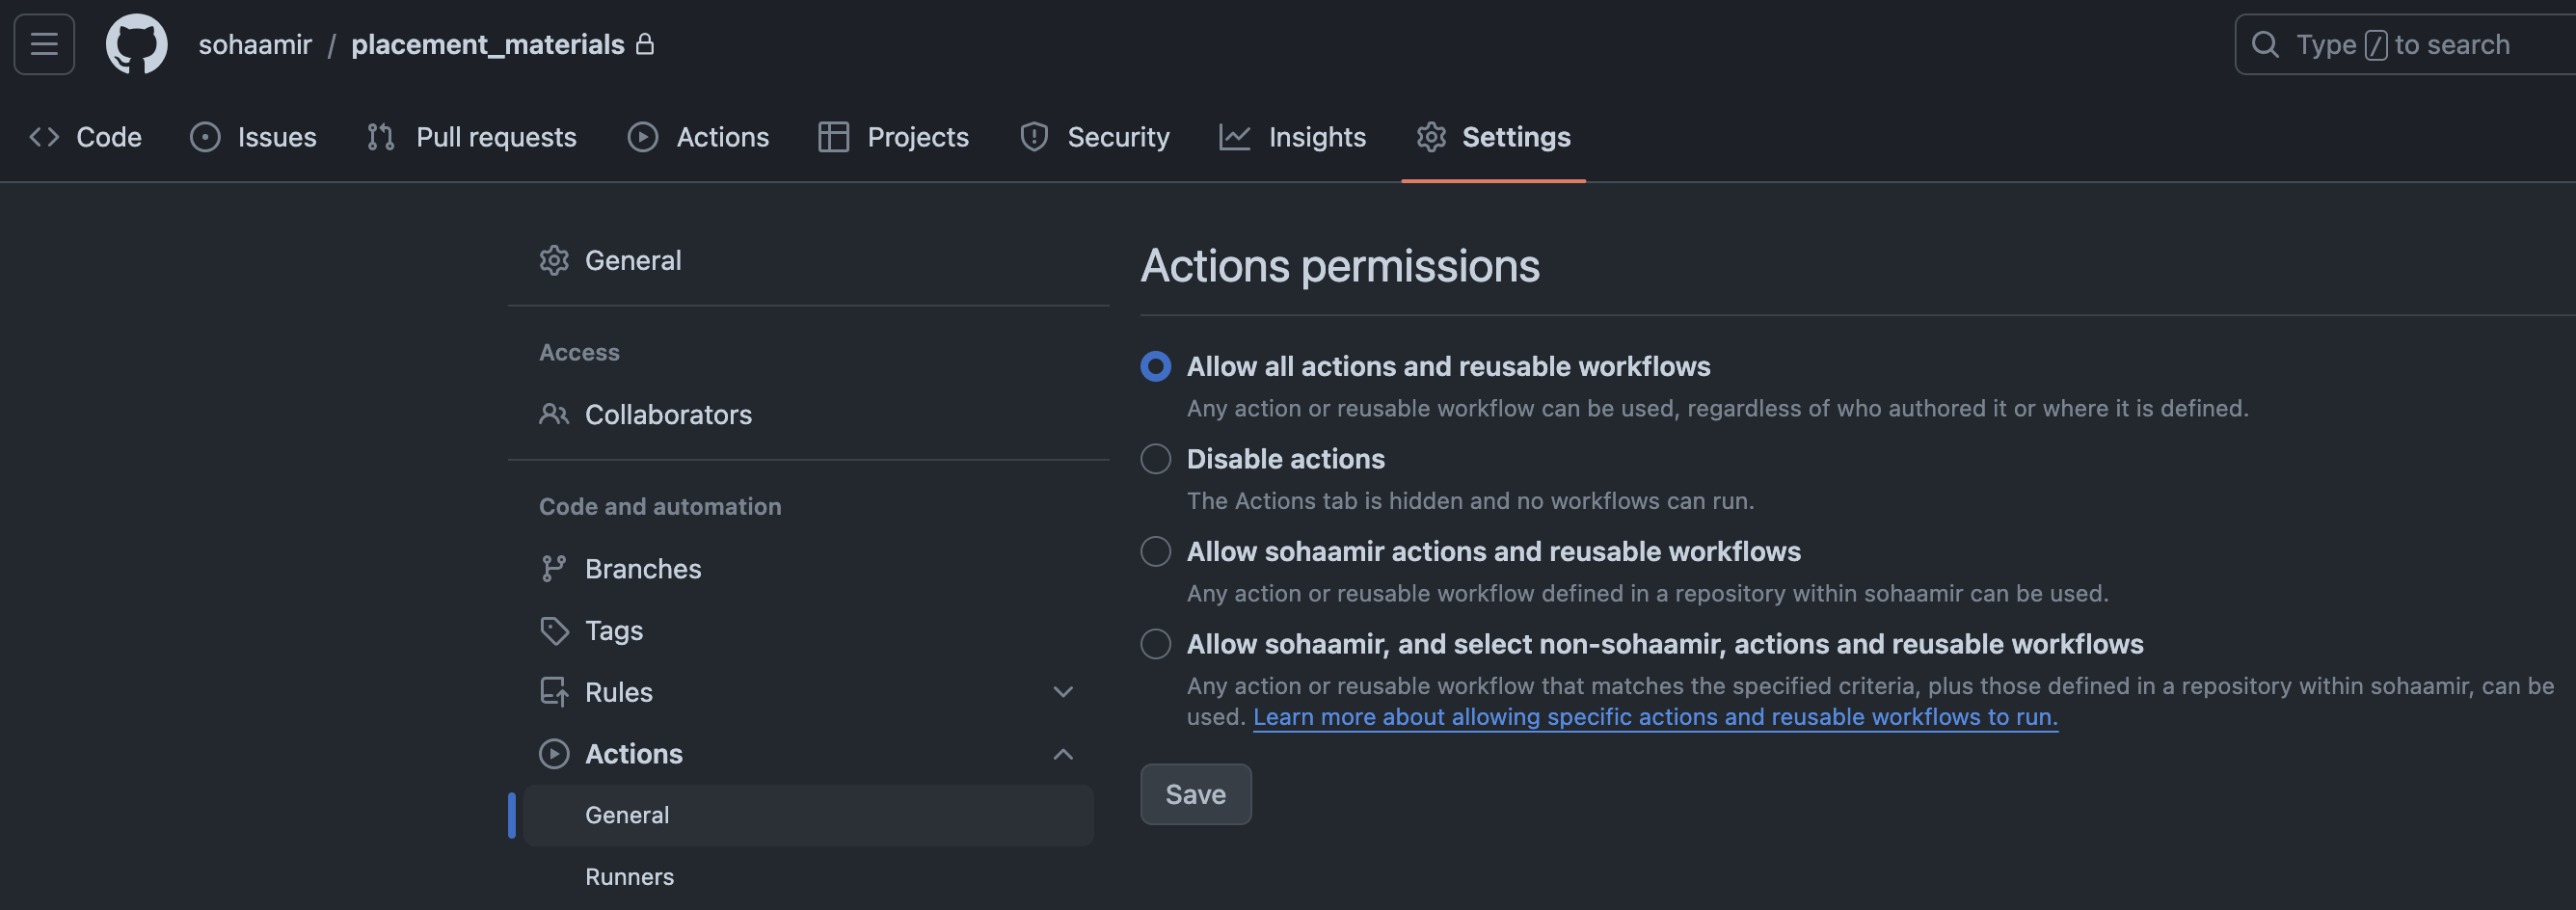 sohaamir / placement_materials
Type / to search
Code
Issues
Pull requests
Actions
Projects
Security
Insights
Settings
General
Access
Collaborators
Code and automation
Branches
Tags
Rules
Actions
General
Runners
Actions permissions
Allow all actions and reusable workflows
Any action or reusable workflow can be used, regardless of who authored it or where it is defined.
Disable actions
The Actions tab is hidden and no workflows can run.
Allow sohaamir actions and reusable workflows
Any action or reusable workflow defined in a repository within sohaamir can be used.
Allow sohaamir, and select non-sohaamir, actions and reusable workflows
Any action or reusable workflow that matches the specified criteria, plus those defined in a repository within sohaamir, can be
used. Learn more about allowing specific actions and reusable workflows to run.
Save